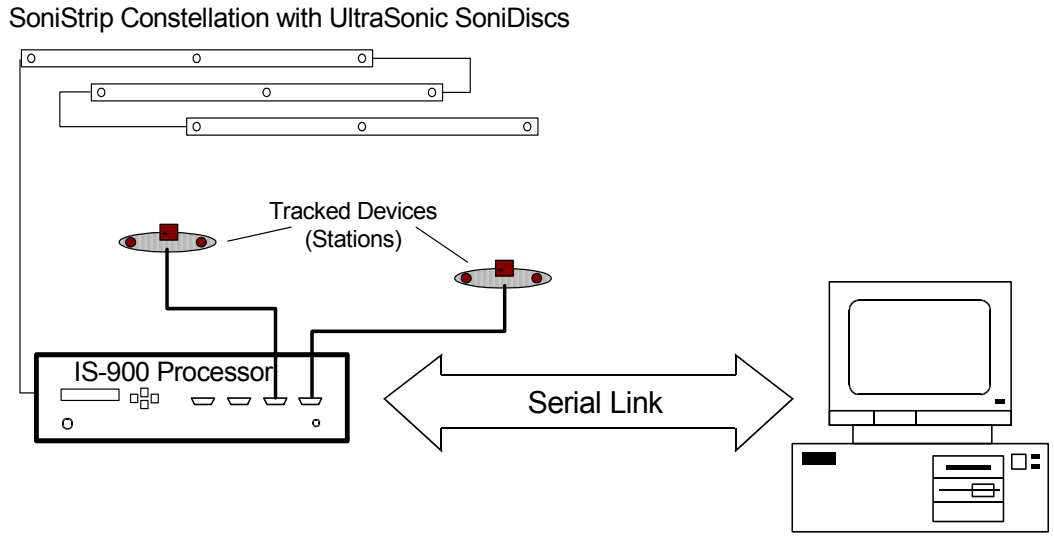 SoniStrip Constellation with UltraSonic SoniDiscs
Tracked Devices
(Stations)
IS-900 Processor
Serial Link